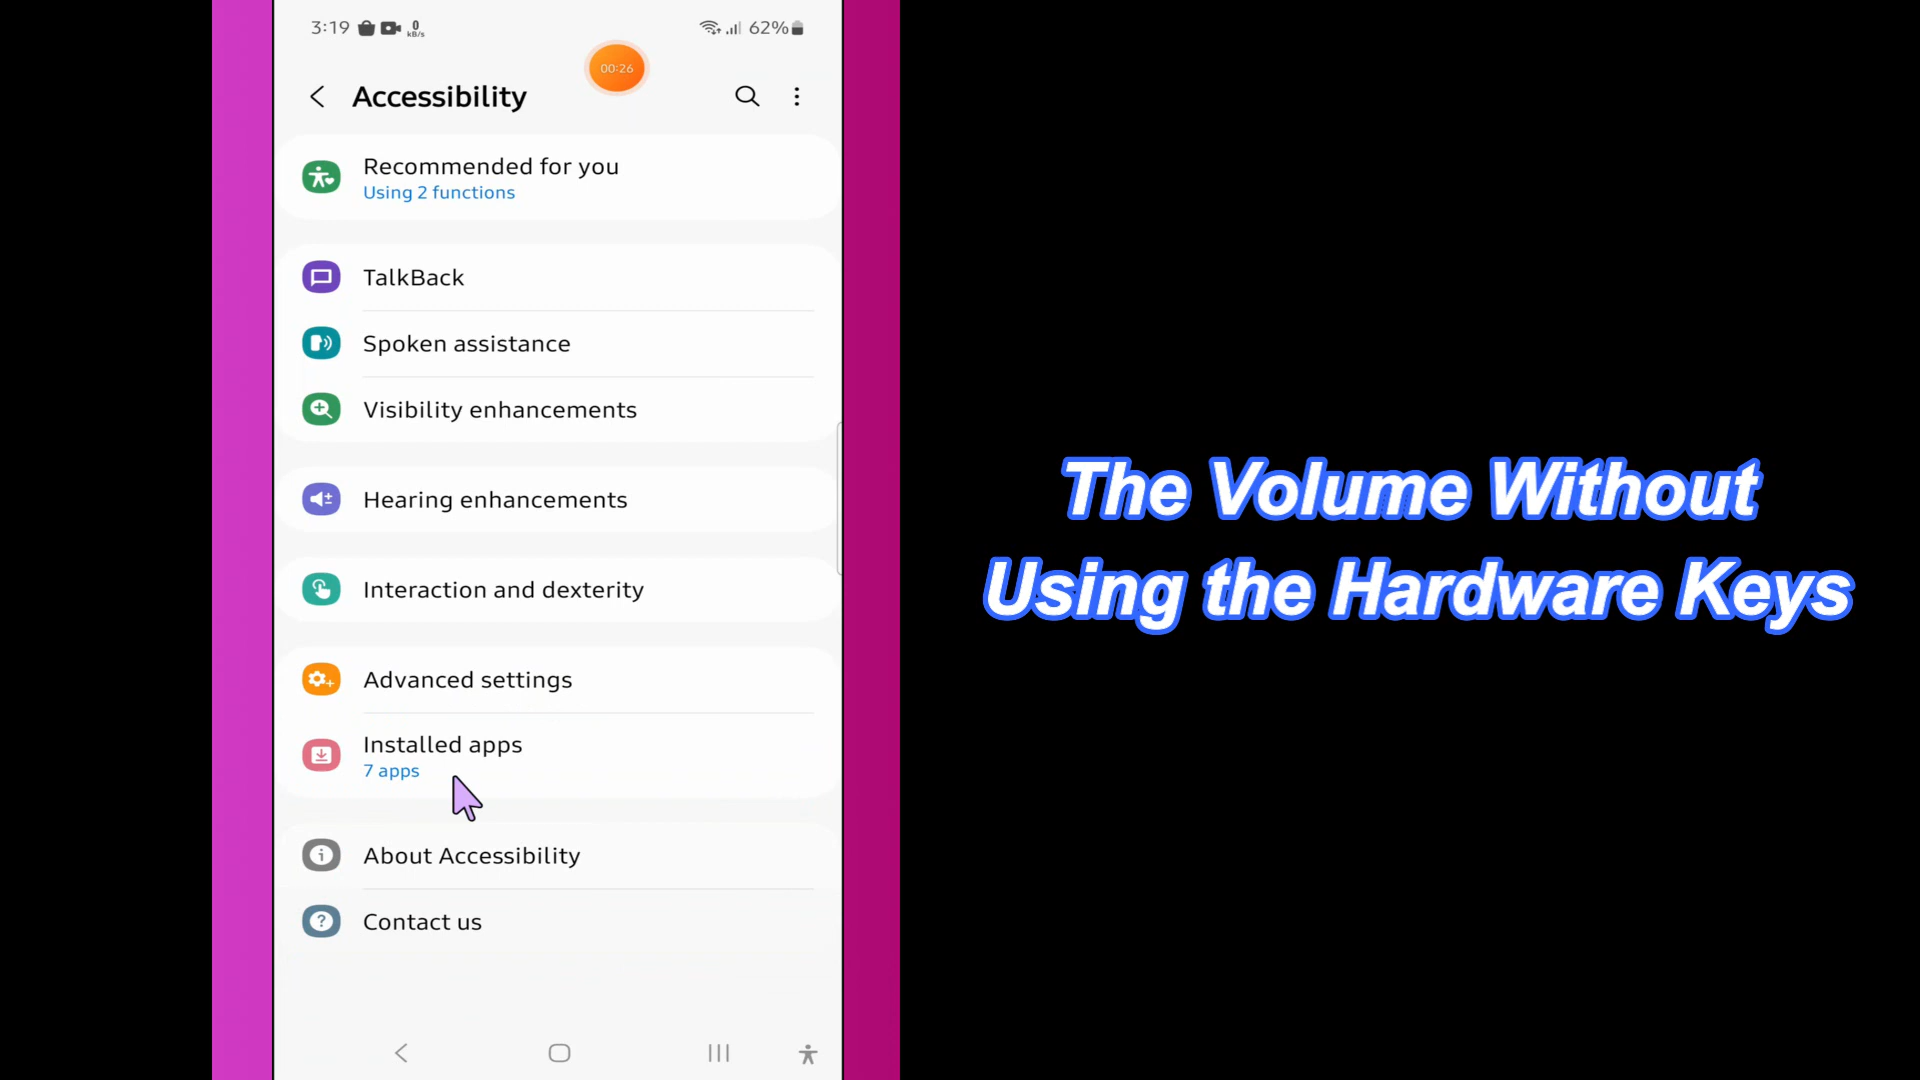 3:19
0
kB/s
62%
00:26
Accessibility
Recommended for you
Using 2 functions
TalkBack
Spoken assistance
Visibility enhancements
Hearing enhancements
Interaction and dexterity
Advanced settings
Installed apps
7 apps
About Accessibility
Contact us
The Volume Without
Using the Hardware Keys